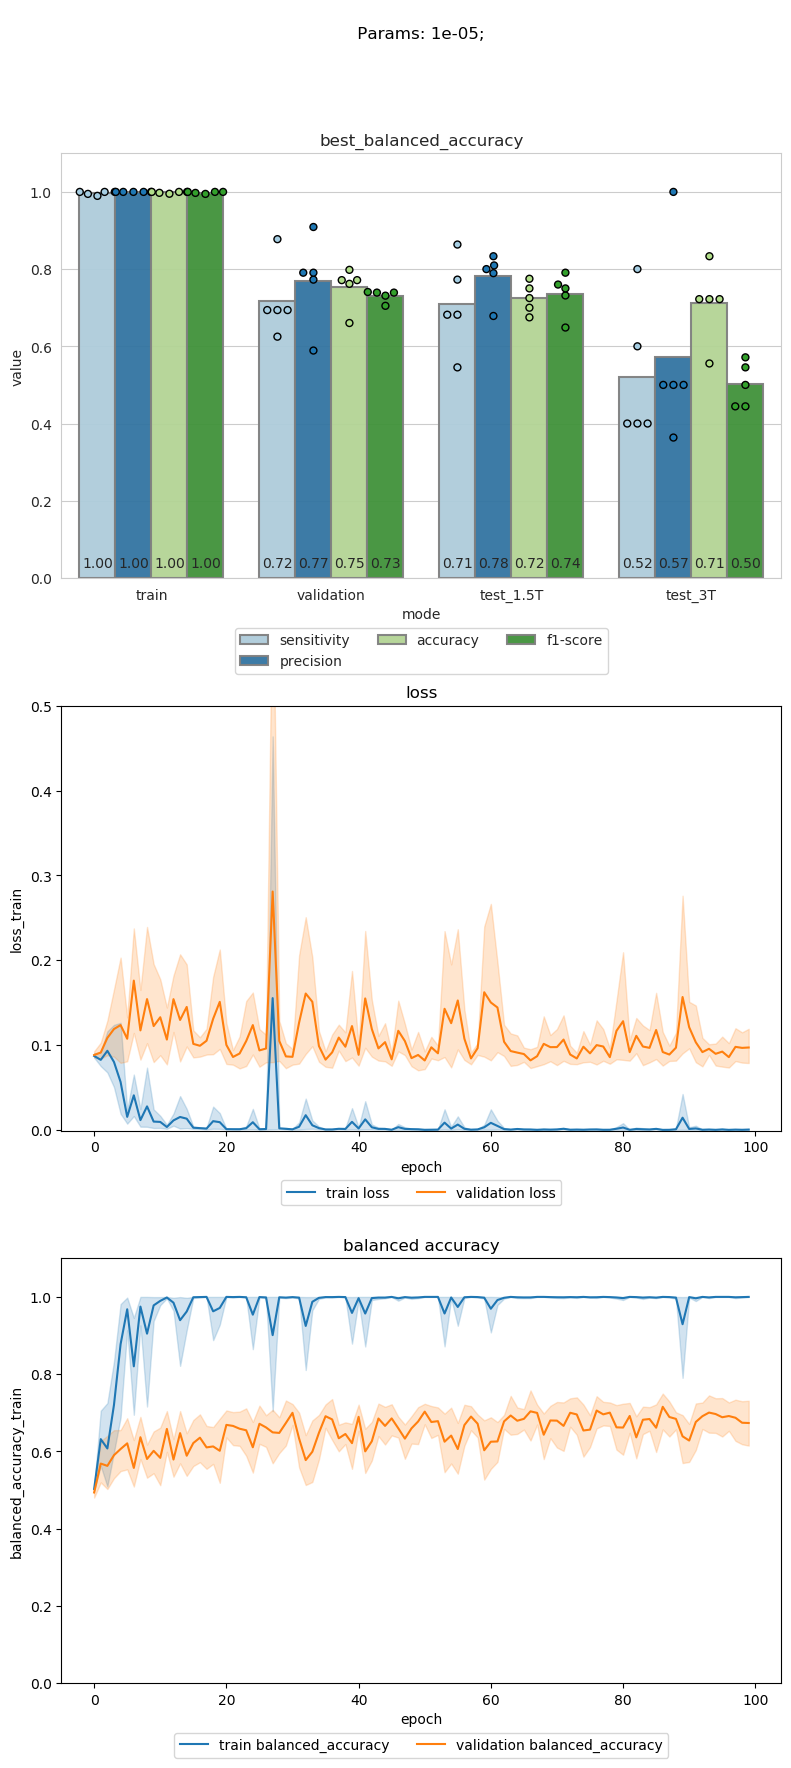 Params: 1e-05;
best_balanced_accuracy
value
1.0
0.8
0.6
0.4
0.2
0.0
1.00 1.00 1.00 1.00 0.72 0.77 0.75 0.73 0.71 0.78 0.72 0.74 0.52 0.57 0.71 0.50
train validation test_1.5T test_3T
mode
sensitivity accuracy f1-score
precision
loss
loss_train
0.5
0.4
0.3
0.2
0.1
0.0
0 20 40 60 80 100
epoch
train loss validation loss
balanced accuracy
balanced_accuracy_train
1.0
0.8
0.6
0.4
0.2
0.0
0 20 40 60 80 100
epoch
train balanced_accuracy validation balanced_accuracy